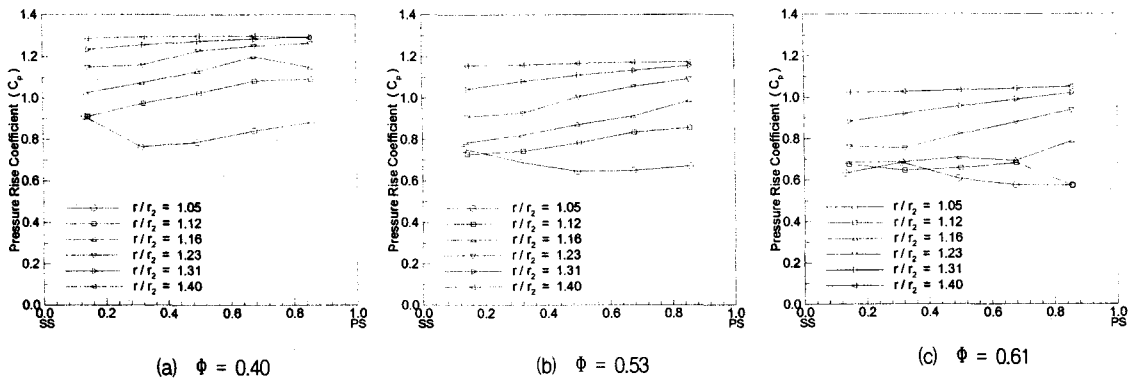 Pressure Rise Coefficient ( Cp )
1.4
1.2
1.0
0.8
0.6
0.4
0.2
0.0
r / r2 = 1.05
r / r2 = 1.12
r / r2 = 1.16
r / r2 = 1.23
r / r2 = 1.31
r / r2 = 1.40
0.0 0.2 0.4 0.6 0.8 1.0
SS PS
(a) Φ = 0.40
Pressure Rise Coefficient ( Cp )
1.4
1.2
1.0
0.8
0.6
0.4
0.2
0.0
r / r2 = 1.05
r / r2 = 1.12
r / r2 = 1.16
r / r2 = 1.23
r / r2 = 1.31
r / r2 = 1.40
0.0 0.2 0.4 0.6 0.8 1.0
SS PS
(b) Φ = 0.53
Pressure Rise Coefficient ( Cp )
1.4
1.2
1.0
0.8
0.6
0.4
0.2
0.0
r / r2 = 1.05
r / r2 = 1.12
r / r2 = 1.16
r / r2 = 1.23
r / r2 = 1.31
r / r2 = 1.40
0.0 0.2 0.4 0.6 0.8 1.0
SS PS
(c) Φ = 0.61